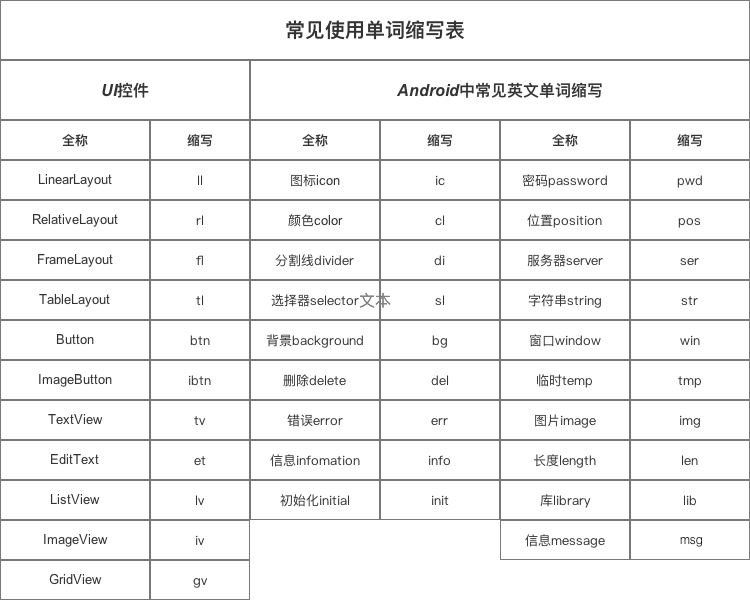 常见使用单词缩写表
UI控件 Android中常见英文单词缩写
全称 缩写 全称 缩写 全称 缩写
LinearLayout ll 图标icon ic 密码password pwd
RelativeLayout rl 颜色color cl 位置position pos
FrameLayout fl 分割线divider di 服务器server ser
TableLayout tl 选择器selector文本 sl 字符串string str
Button btn 背景background bg 窗口window win
ImageButton ibtn 删除delete del 临时temp tmp
TextView tv 错误error err 图片image img
EditText et 信息infomation info 长度length len
ListView lv 初始化initial init 库library lib
ImageView iv 信息message msg
GridView gv